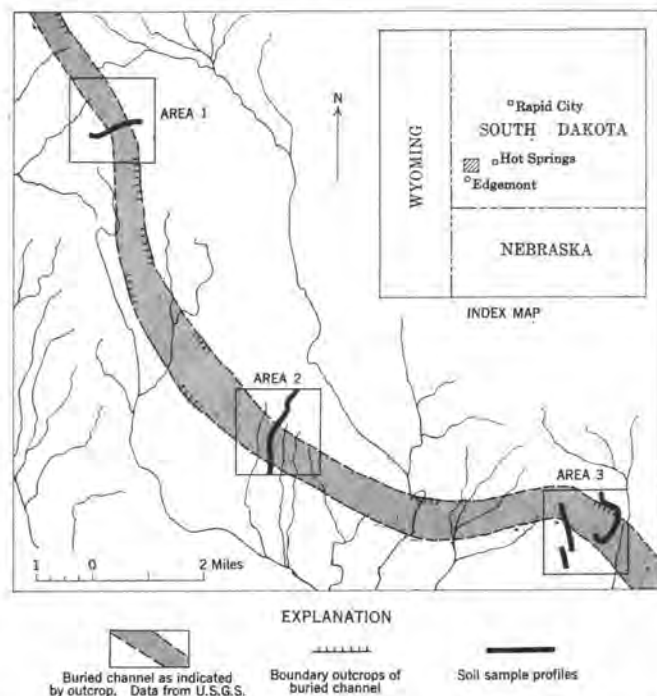 AREA 1
N
WYOMING
Rapid City
SOUTH DAKOTA
Hot Springs
Edgemont
NEBRASKA
INDEX MAP
AREA 2
AREA 3
1 0 2 Miles
EXPLANATION
Buried channel as indicated
by outcrop. Data from U.S.G.S.
Boundary outcrops of
buried channel
Soil sample profiles